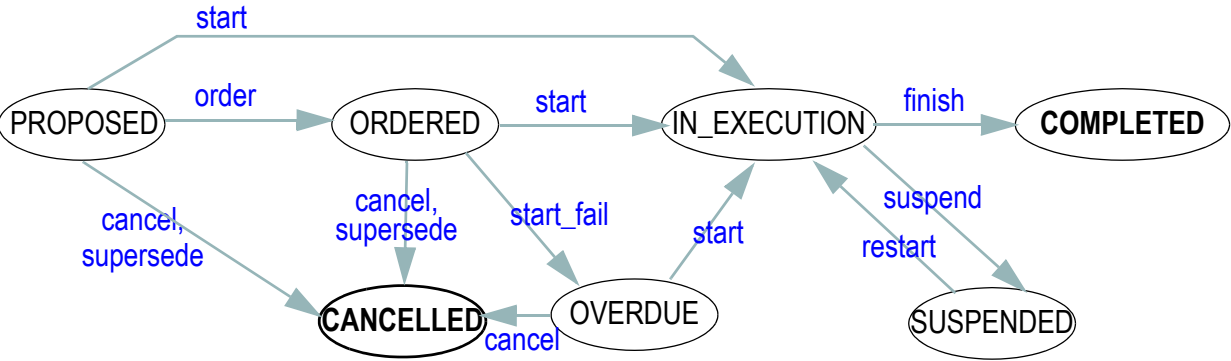 start
order
start
finish
PROPOSED
ORDERED
IN_EXECUTION
COMPLETED
cancel,
supersede
cancel,
supersede
start_fail
start
suspend
restart
CANCELLED
cancel
OVERDUE
SUSPENDED